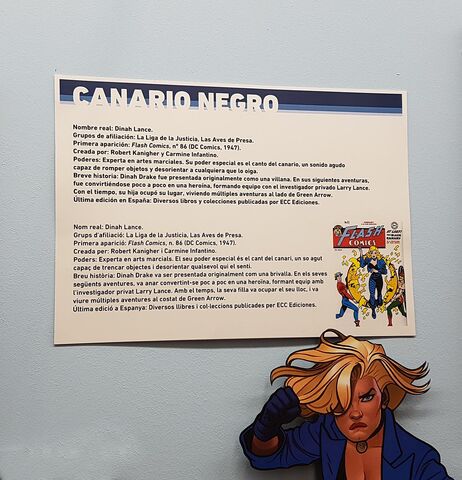 CANARIO NEGRO
Nombre real: Dinah Lance.
Grupos de afiliación: La Liga de la Justicia, Las Aves de Presa.
Primera aparición: Flash Comics, nº 86 (DC Comics, 1947).
Creada por: Robert Kanigher y Carmine Infantino.
Poderes: Experta en artes marciales. Su poder especial es el canto del canario, un sonido agudo
capaz de romper objetos y desorientar a cualquiera que lo oiga.
Breve historia: Dinah Drake fue presentada originalmente como una villana. En sus siguientes aventuras,
fue convirtiéndose poco a poco en una heroína, formando equipo con el investigador privado Larry Lance.
Con el tiempo, su hija ocupó su lugar, viviendo múltiples aventuras al lado de Green Arrow.
Última edición en España: Diversos libros y colecciones publicadas por ECC Ediciones.
Nom real: Dinah Lance.
Grups d'afiliació: La Liga de la Justicia, Las Aves de Presa.
Primera aparició: Flash Comics, n. 86 (DC Comics, 1947).
Creada per: Robert Kanigher i Carmine Infantino.
Poders: Experta en arts marcials. El seu poder especial és el cant del canari, un so agut
capaç de trencar objectes i desorientar qualsevol qui el senti.
Breu història: Dinah Drake va ser presentada originalment com una brivalla. En els seves
següents aventures, va anar convertint-se poc a poc en una heroïna, formant equip amb
l'investigador privat Larry Lance. Amb el temps, la seva filla va ocupar el seu lloc, i va
viure múltiples aventures al costat de Green Arrow.
Última edició a Espanya: Diversos llibres i col·leccions publicades per ECC Ediciones.
FLASH
COMICS